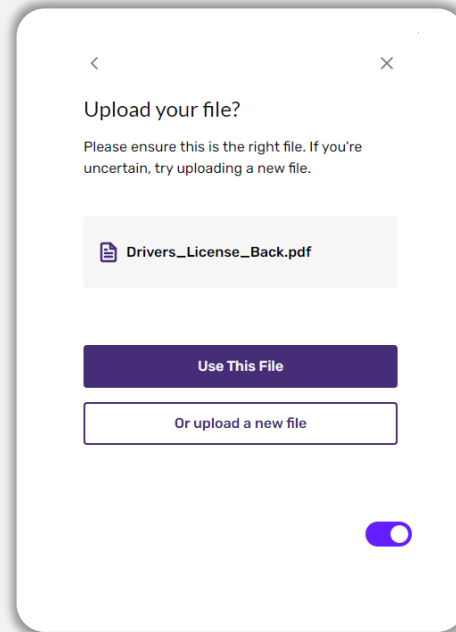 Upload your file?
Please ensure this is the right file. If you're
uncertain, try uploading a new file.
Drivers_License_Back.pdf
Use This File
Or upload a new file